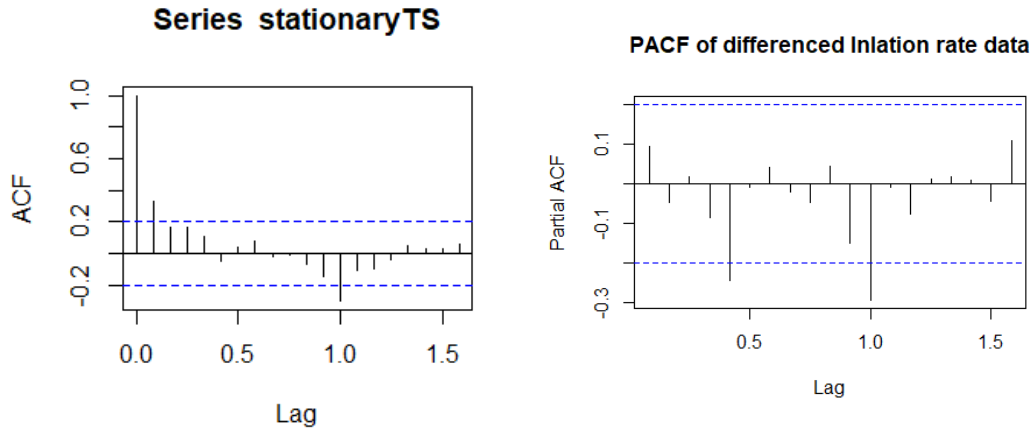 Series stationaryTS
ACF
1.0
0.6
0.2
-0.2
0.0 0.5 1.0 1.5
Lag
PACF of differenced Inlation rate data
Partial ACF
0.1
-0.1
-0.3
0.5 1.0 1.5
Lag